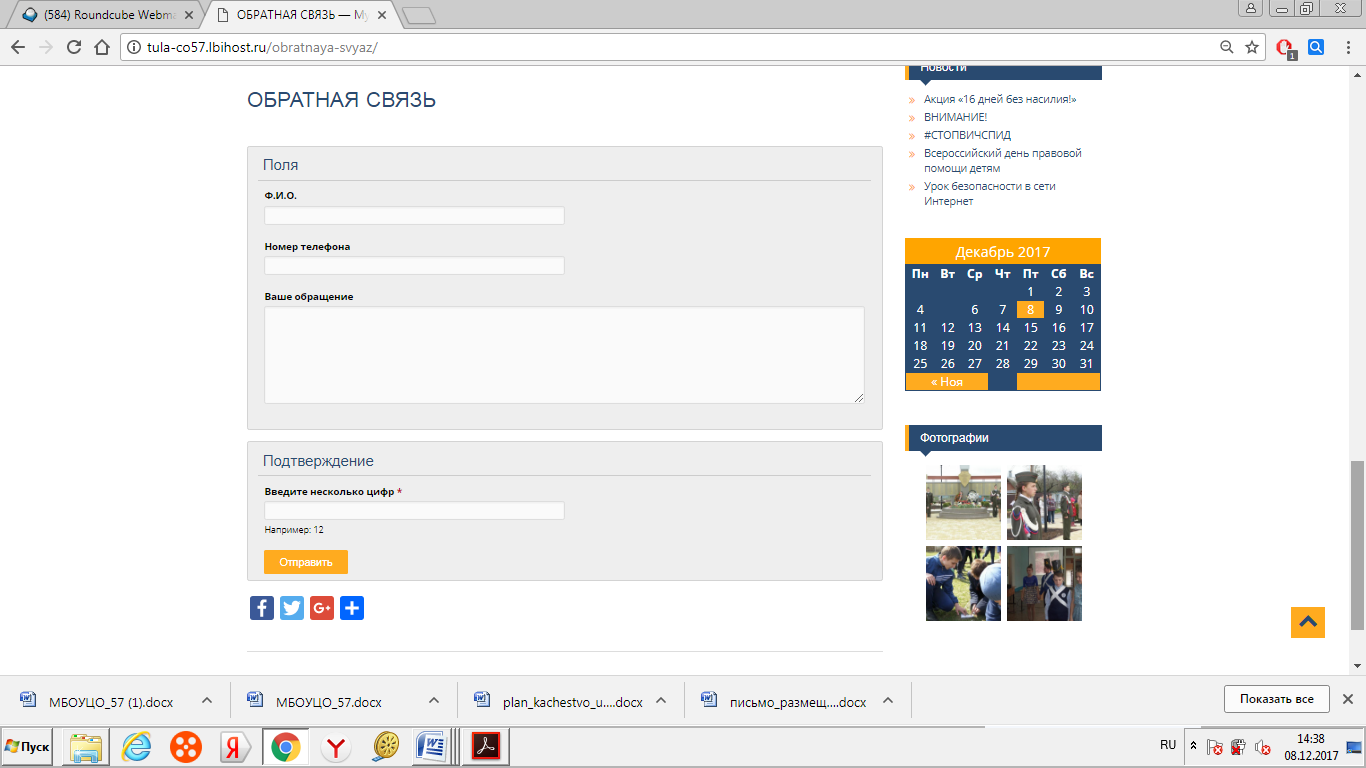 (584) Roundcube Webma
ОБРАТНАЯ СВЯЗЬ — Му
tula-co57.lbihost.ru/obratnaya-svyaz/
1
ОБРАТНАЯ СВЯЗЬ
Поля
Ф.И.О.
Номер телефона
Ваше обращение
Подтверждение
Введите несколько цифр *
Например: 12
Отправить
Новости
Акция «16 дней без насилия!»
ВНИМАНИЕ!
#СТОПВИЧСПИД
Всероссийский день правовой
помощи детям
Урок безопасности в сети
Интернет
Декабрь 2017
Пн Вт Ср Чт Пт Сб Вс
1 2 3
4 6 7 8 9 10
11 12 13 14 15 16 17
18 19 20 21 22 23 24
25 26 27 28 29 30 31
« Ноя
Фотографии
МБОУЦО_57 (1).docx
МБОУЦО_57.docx
plan_kachestvo_u....docx
письмо_размещ....docx
Показать все
Пуск
RU
14:38
08.12.2017